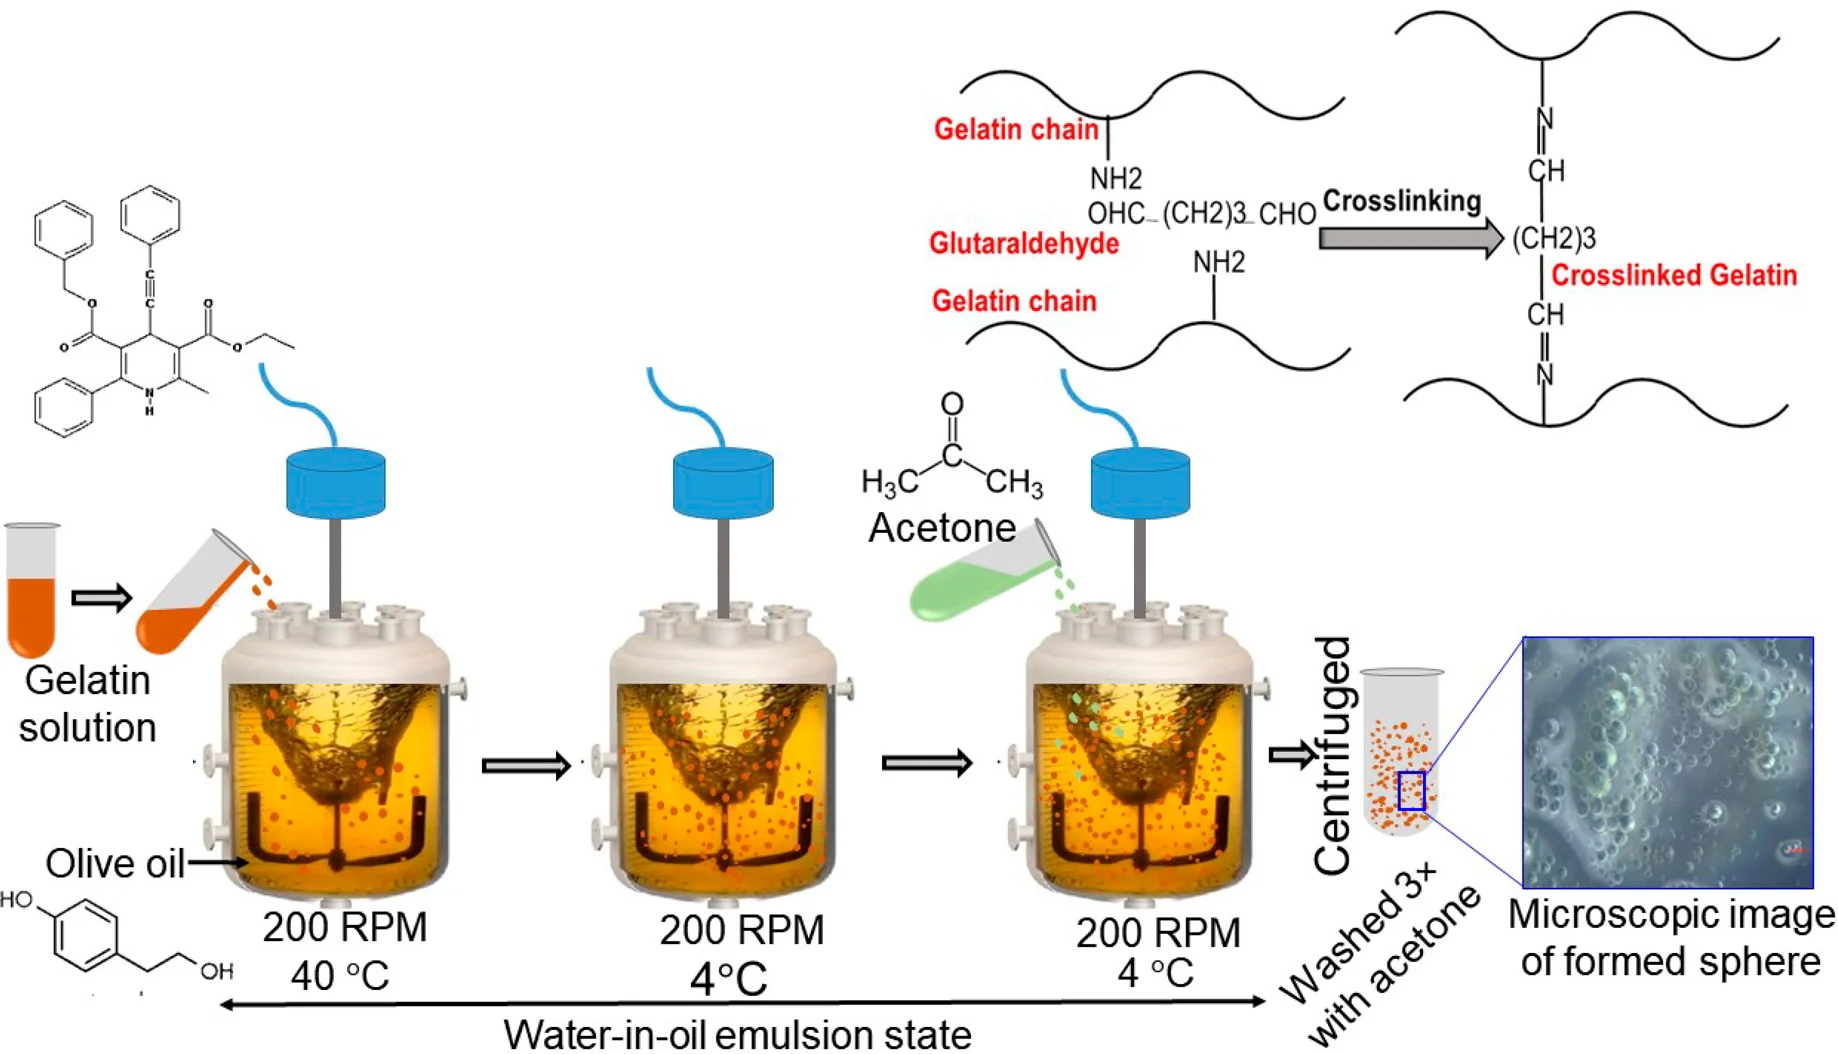 Gelatin chain
NH2
OHC-(CH2)3-CHO
Glutaraldehyde
NH2
Gelatin chain
Crosslinking
N
CH
(CH2)3
Crosslinked Gelatin
CH
N
C
C
O
O
O
O
N
H
O
C
H₃C
CH₃
Acetone
Gelatin
solution
Olive oil
HO
OH
200 RPM
40 °C
200 RPM
4°C
200 RPM
4 °C
Water-in-oil emulsion state
Centrifuged
Washed 3×
with acetone
Microscopic image
of formed sphere